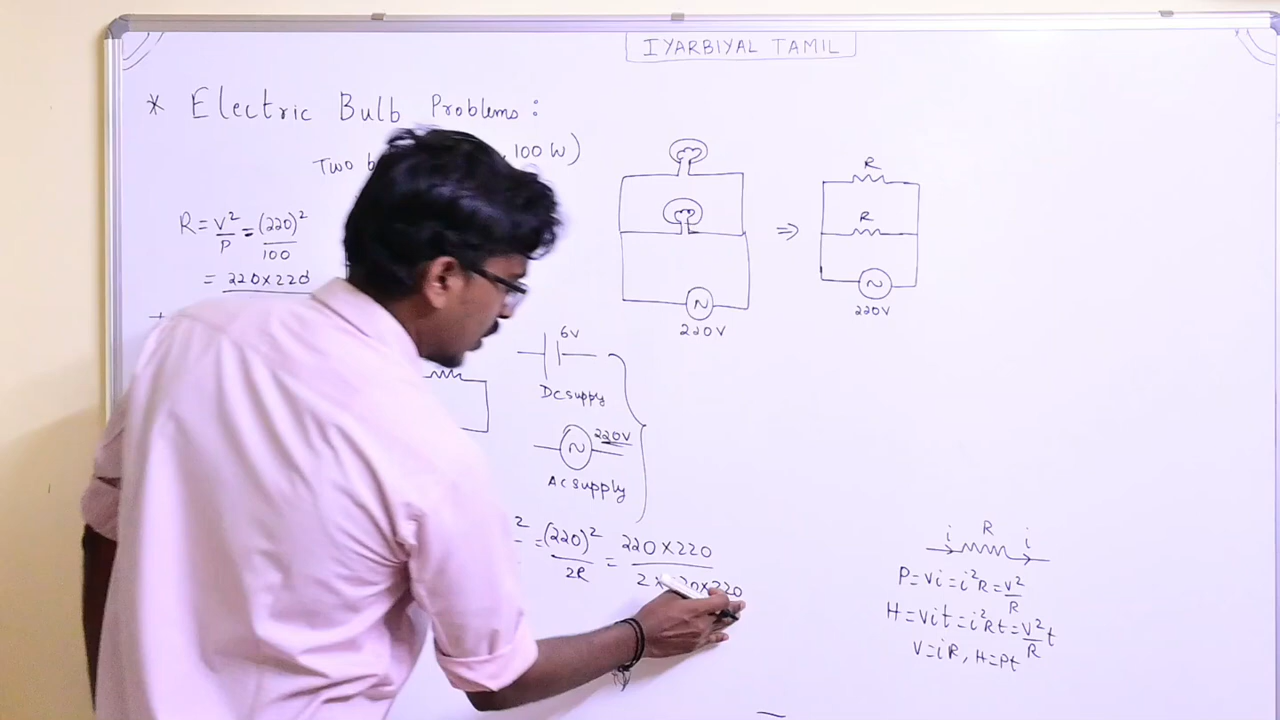 IYARBIYAL TAMIL
* Electric Bulb Problems:
Two 100 W)
R = V²/P = (220)²/100
= 220×220
6V
DC supply
220V
AC supply
² = (220)²/2R = 220×220/2×220×220
220V
⇒
R
R
220V
i R i
P = Vi = i²R = V²/R
H = Vit = i²Rt = V²/R t
V = iR, H = Pt